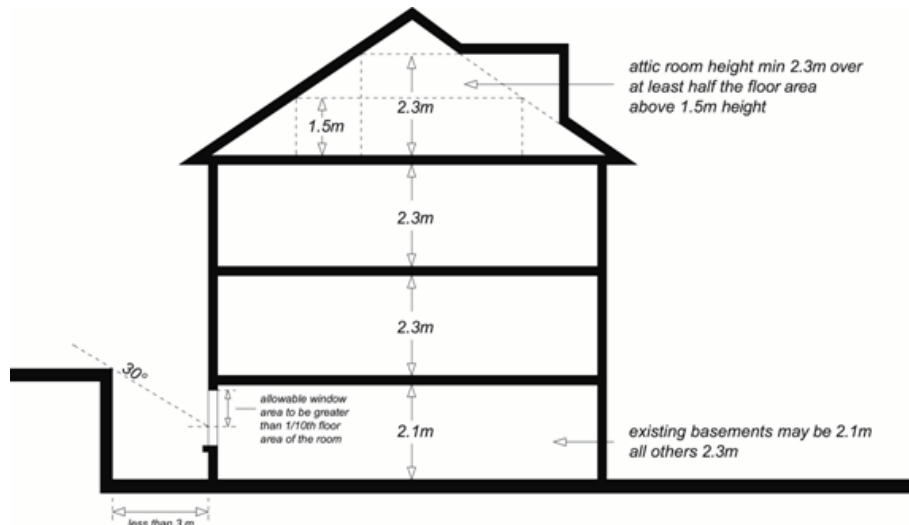 attic room height min 2.3m over
at least half the floor area
above 1.5m height
2.3m
1.5m
2.3m
2.3m
30°
allowable window
area to be greater
than 1/10th floor
area of the room
2.1m
existing basements may be 2.1m
all others 2.3m
less than 3 m